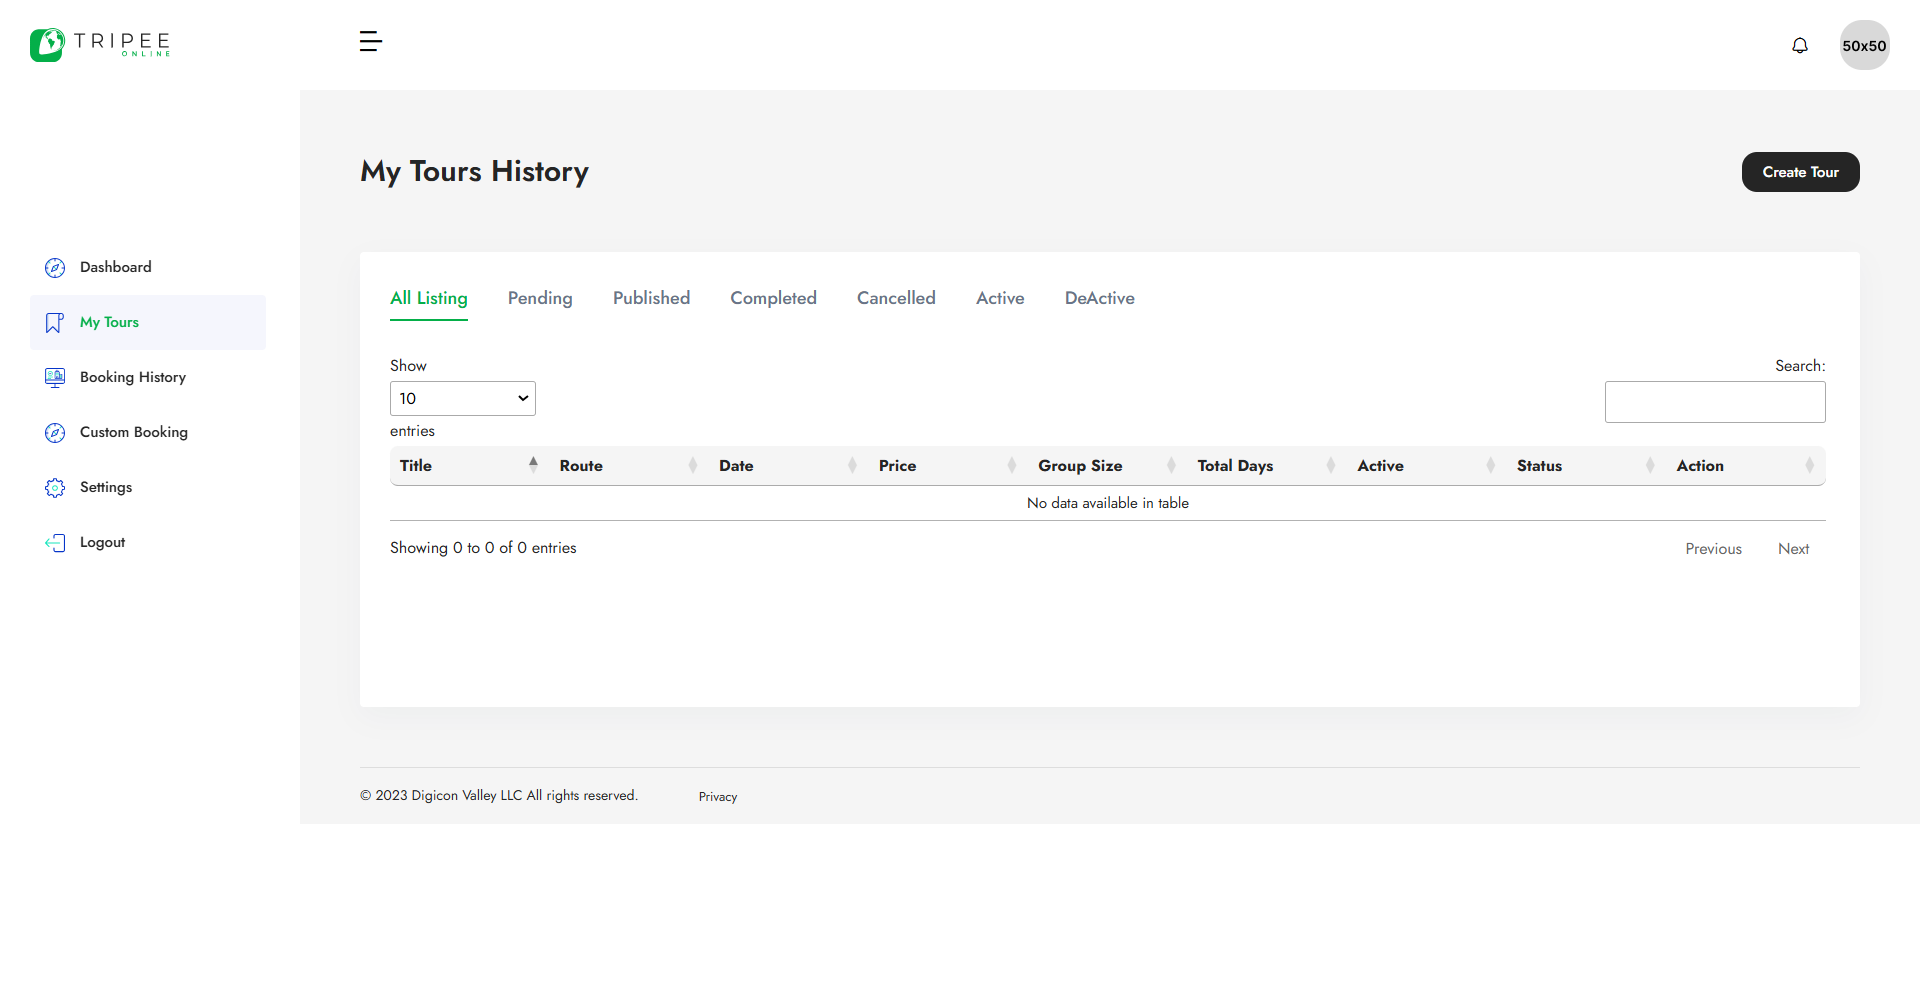 TRIPEE
ONLINE
50x50
Dashboard
My Tours
Booking History
Custom Booking
Settings
Logout
My Tours History
Create Tour
All Listing Pending Published Completed Cancelled Active DeActive
Show
10
entries
Search:
Title Route Date Price Group Size Total Days Active Status Action
No data available in table
Showing 0 to 0 of 0 entries
Previous Next
© 2023 Digicon Valley LLC All rights reserved. Privacy